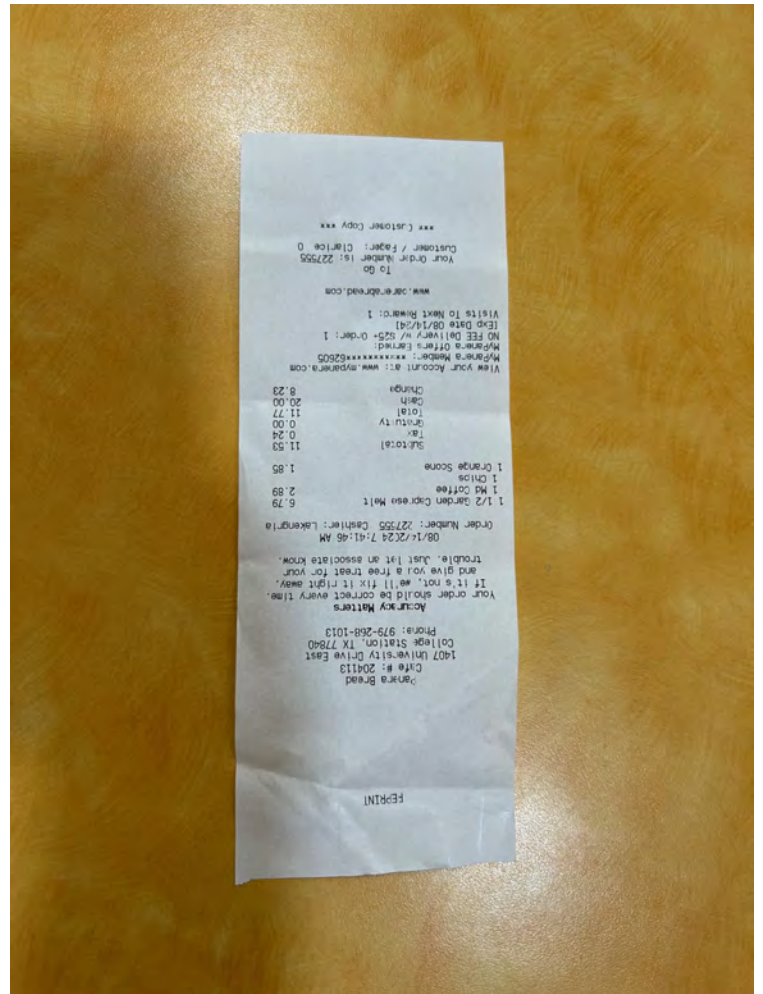 REPRINT
Panera Bread
Cafe #: 204113
1407 University Drive East
College Station, TX 77840
Phone: 979-268-1013
Accuracy Matters
Your order should be correct every time.
If it's not, we'll fix it right away,
and give you a free treat for your
trouble. Just let an associate know.
08/14/2024 7:41:46 AM
Order Number: 227555 Cashier: Lakengria
1 1/2 Garden Capreso Melt 6.79
1 Md Coffee 2.89
1 Chips
1 Orange Scone 1.85
Subtotal 11.53
Tax 0.24
Gratuity 0.00
Total 11.77
Cash 20.00
Change 8.23
View your Account at: www.mypanera.com
MyPanera Member: ***********62605
MyPanera Offers Earned:
NO FEE Delivery w/ $25+ Order: 1
[Exp Date 08/14/24]
Visits To Next Reward: 1
www.panerabread.com
To Go
Your Order Number is: 227555
Customer / Pager: Clarice 0
*** Customer Copy ***